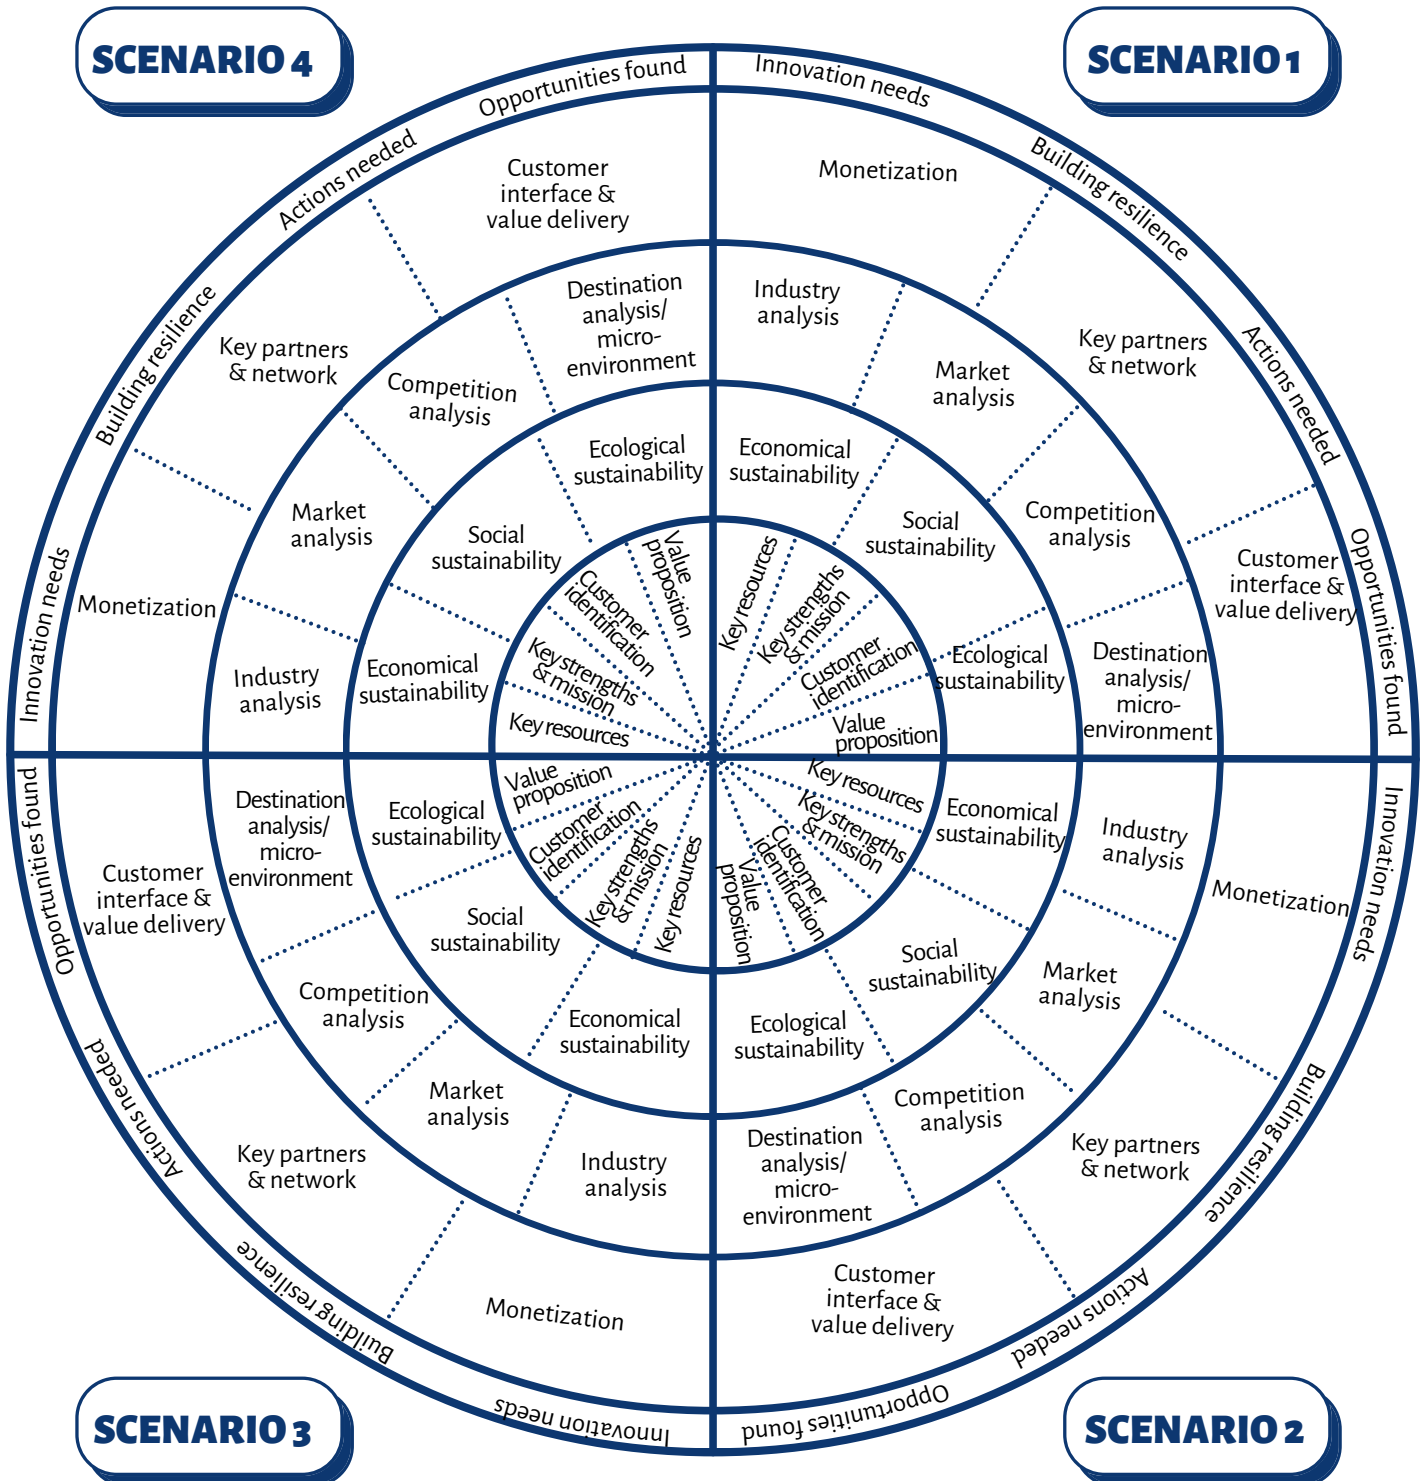 SCENARIO 4
SCENARIO 1
Opportunities found
Actions needed
Building resilience
Innovation needs
Customer
interface &
value delivery
Key partners
& network
Monetization
Destination
analysis/
micro-
environment
Competition
analysis
Market
analysis
Industry
analysis
Ecological
sustainability
Social
sustainability
Economical
sustainability
Value
proposition
Customer
identification
Key strengths
& mission
Key resources
Innovation needs
Building resilience
Actions needed
Opportunities found
Monetization
Key partners
& network
Customer
interface &
value delivery
Industry
analysis
Market
analysis
Competition
analysis
Destination
analysis/
micro-
environment
Economical
sustainability
Social
sustainability
Ecological
sustainability
Key resources
Key strengths
& mission
Customer
identification
Value
proposition
Opportunities found
Actions needed
Building resilience
Innovation needs
Customer
interface &
value delivery
Key partners
& network
Monetization
Destination
analysis/
micro-
environment
Competition
analysis
Market
analysis
Industry
analysis
Ecological
sustainability
Social
sustainability
Economical
sustainability
Value
proposition
Customer
identification
Key strengths
& mission
Key resources
Innovation needs
Building resilience
Actions needed
Opportunities found
Monetization
Key partners
& network
Customer
interface &
value delivery
Industry
analysis
Market
analysis
Competition
analysis
Destination
analysis/
micro-
environment
Economical
sustainability
Social
sustainability
Ecological
sustainability
Key resources
Key strengths
& mission
Customer
identification
Value
proposition
SCENARIO 3
SCENARIO 2